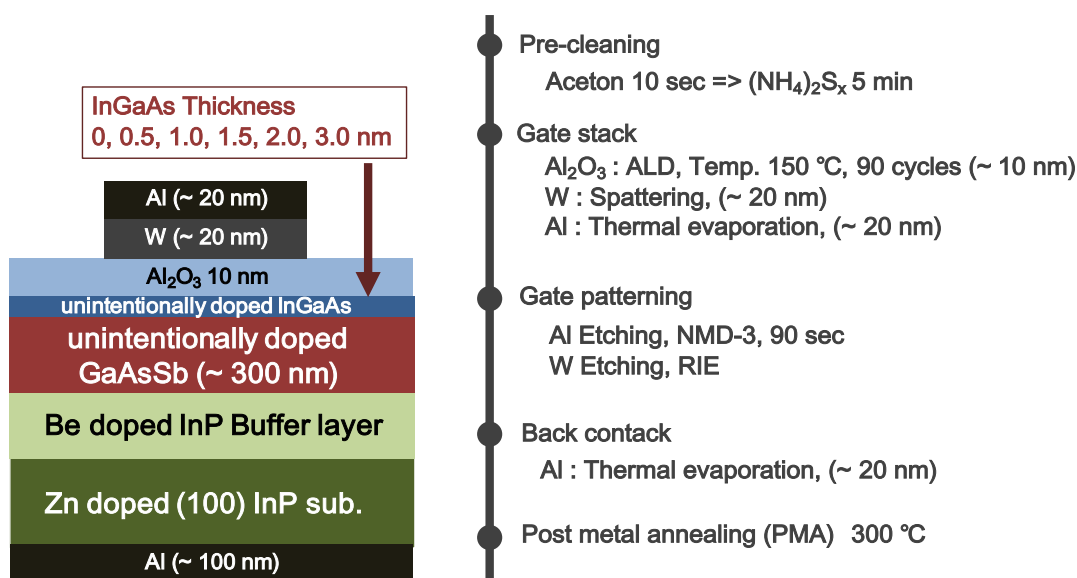 InGaAs Thickness
0, 0.5, 1.0, 1.5, 2.0, 3.0 nm
Al (~ 20 nm)
W (~ 20 nm)
Al₂O₃ 10 nm
unintentionally doped InGaAs
unintentionally doped
GaAsSb (~ 300 nm)
Be doped InP Buffer layer
Zn doped (100) InP sub.
Al (~ 100 nm)
Pre-cleaning
Aceton 10 sec => (NH₄)₂Sₓ 5 min
Gate stack
Al₂O₃ : ALD, Temp. 150 ℃, 90 cycles (~ 10 nm)
W : Spattering, (~ 20 nm)
Al : Thermal evaporation, (~ 20 nm)
Gate patterning
Al Etching, NMD-3, 90 sec
W Etching, RIE
Back contack
Al : Thermal evaporation, (~ 20 nm)
Post metal annealing (PMA) 300 ℃